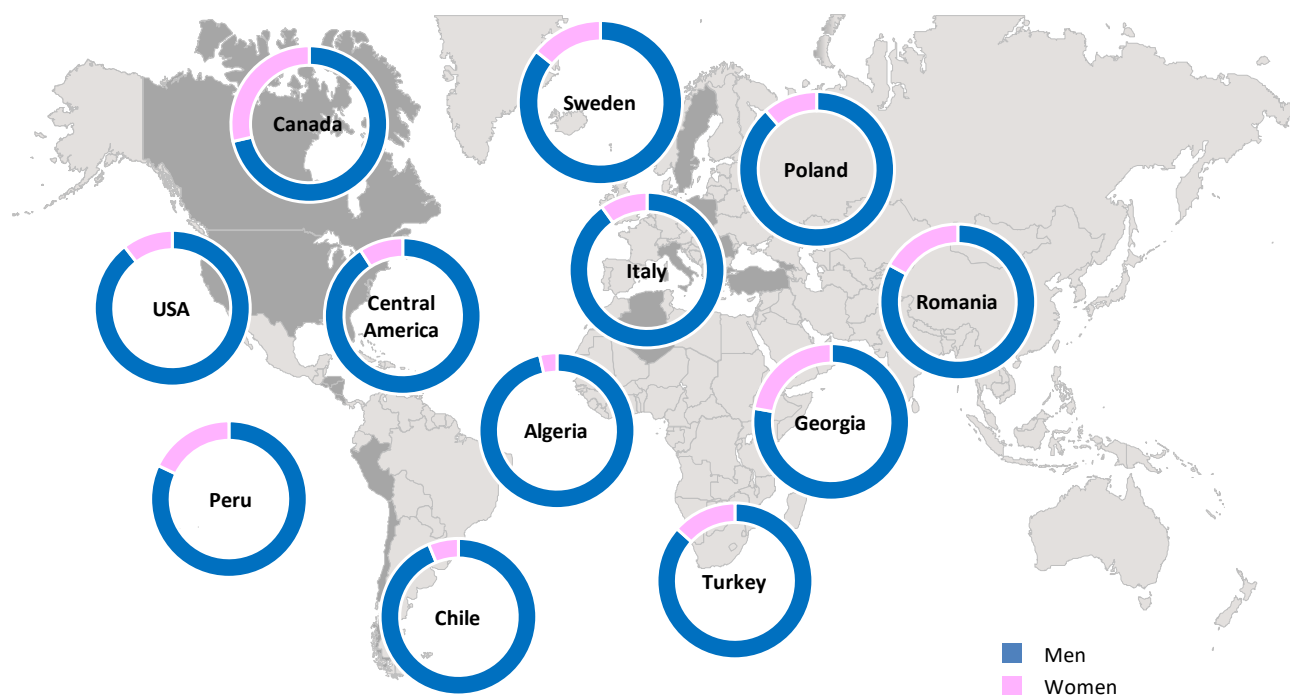 Canada
Sweden
Poland
Italy
Romania
USA
Central
America
Algeria
Georgia
Peru
Turkey
Chile
Men
Women